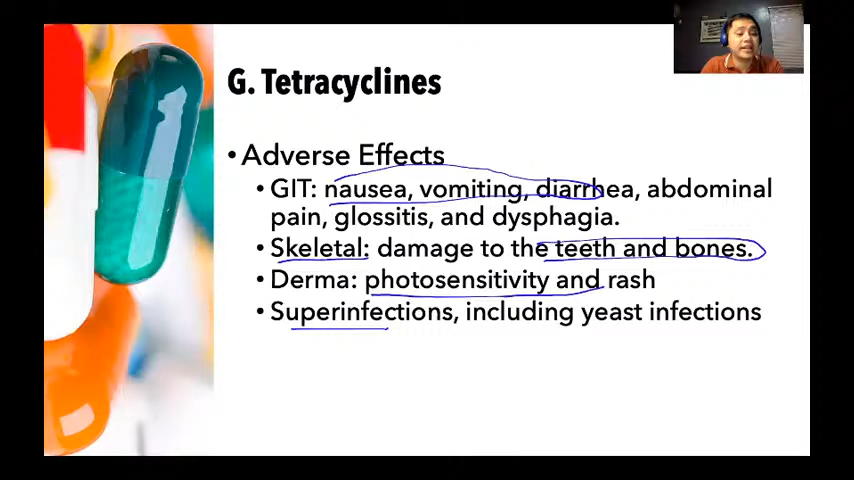 G. Tetracyclines
• Adverse Effects
• GIT: nausea, vomiting, diarrhea, abdominal
pain, glossitis, and dysphagia.
• Skeletal: damage to the teeth and bones.
• Derma: photosensitivity and rash
• Superinfections, including yeast infections